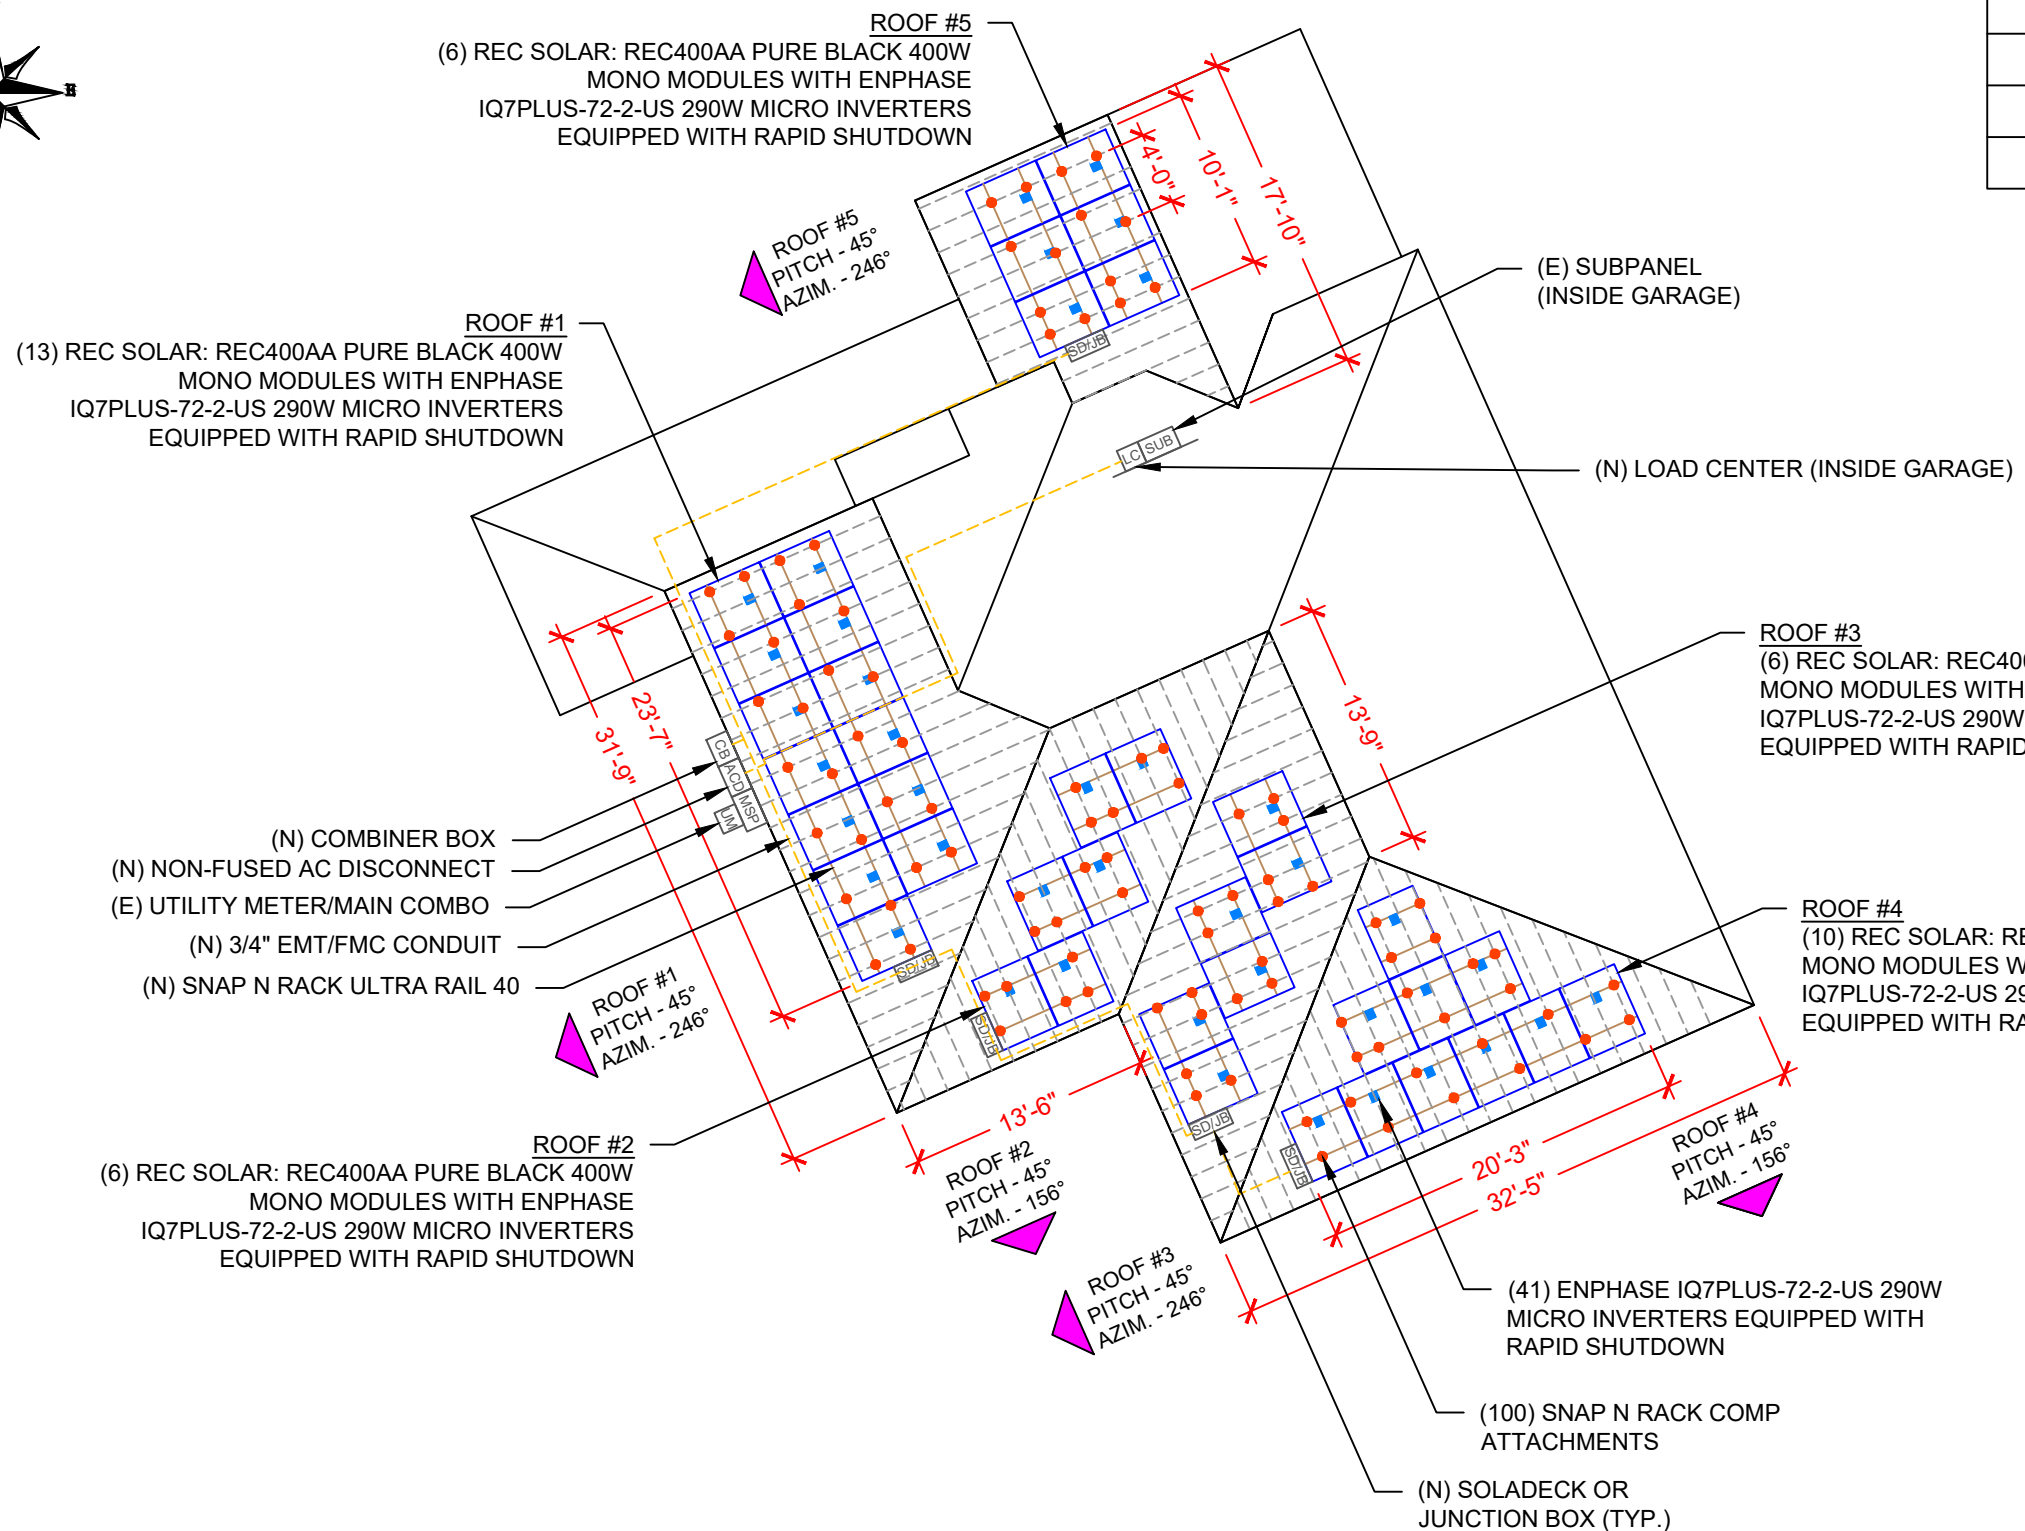 ROOF #5
(6) REC SOLAR: REC400AA PURE BLACK 400W
MONO MODULES WITH ENPHASE
IQ7PLUS-72-2-US 290W MICRO INVERTERS
EQUIPPED WITH RAPID SHUTDOWN
4'-0"
10'-1"
17'-10"
ROOF #5
PITCH - 45°
AZIM. - 246°
SD/JB
(E) SUBPANEL
(INSIDE GARAGE)
ROOF #1
(13) REC SOLAR: REC400AA PURE BLACK 400W
MONO MODULES WITH ENPHASE
IQ7PLUS-72-2-US 290W MICRO INVERTERS
EQUIPPED WITH RAPID SHUTDOWN
LC
SUB
(N) LOAD CENTER (INSIDE GARAGE)
ROOF #3
(6) REC SOLAR: REC40
MONO MODULES WITH
IQ7PLUS-72-2-US 290W
EQUIPPED WITH RAPID
23'-7"
31'-9"
13'-9"
CB
ACD
MSP
UM
(N) COMBINER BOX
(N) NON-FUSED AC DISCONNECT
(E) UTILITY METER/MAIN COMBO
(N) 3/4" EMT/FMC CONDUIT
(N) SNAP N RACK ULTRA RAIL 40
SD/JB
ROOF #1
PITCH - 45°
AZIM. - 246°
ROOF #4
(10) REC SOLAR: RE
MONO MODULES W
IQ7PLUS-72-2-US 29
EQUIPPED WITH RA
SD/JB
SD/JB
SD/JB
13'-6"
20'-3"
32'-5"
ROOF #2
(6) REC SOLAR: REC400AA PURE BLACK 400W
MONO MODULES WITH ENPHASE
IQ7PLUS-72-2-US 290W MICRO INVERTERS
EQUIPPED WITH RAPID SHUTDOWN
ROOF #2
PITCH - 45°
AZIM. - 156°
ROOF #4
PITCH - 45°
AZIM. - 156°
ROOF #3
PITCH - 45°
AZIM. - 246°
(41) ENPHASE IQ7PLUS-72-2-US 290W
MICRO INVERTERS EQUIPPED WITH
RAPID SHUTDOWN
(100) SNAP N RACK COMP
ATTACHMENTS
(N) SOLADECK OR
JUNCTION BOX (TYP.)